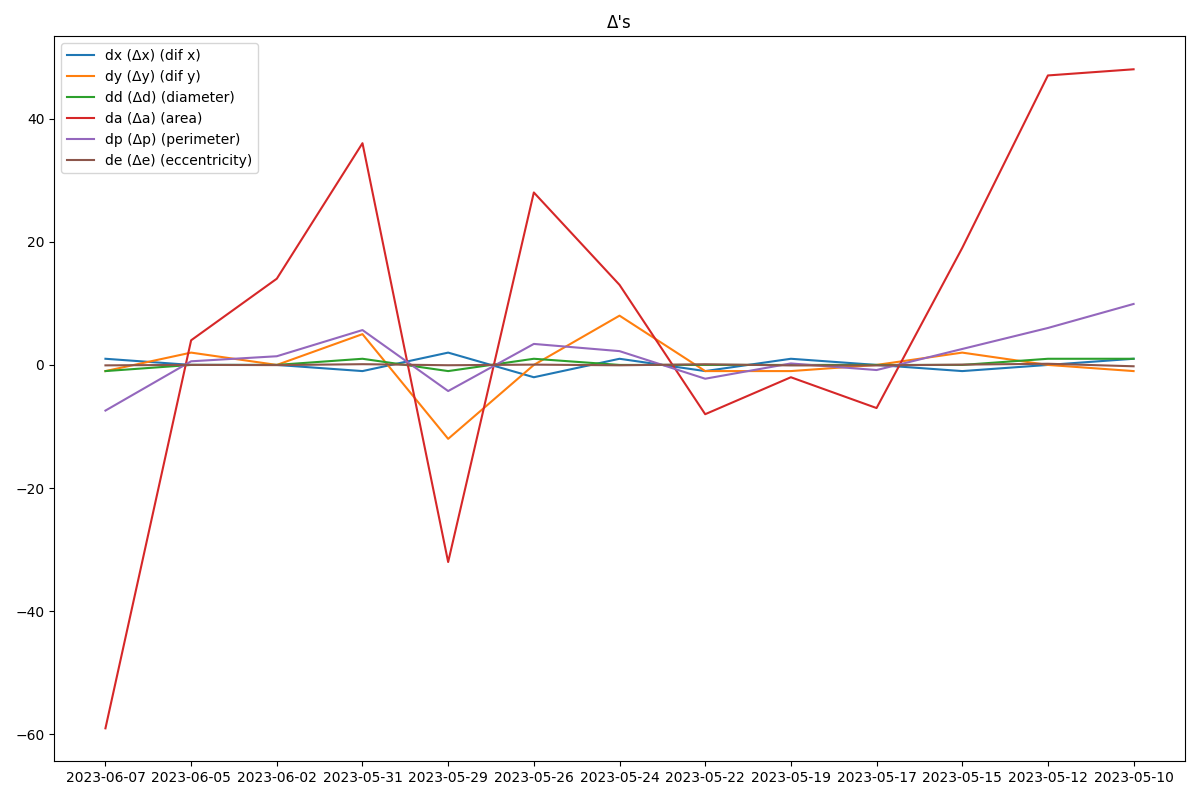 Δ's
dx (Δx) (dif x)
dy (Δy) (dif y)
dd (Δd) (diameter)
da (Δa) (area)
dp (Δp) (perimeter)
de (Δe) (eccentricity)
40
20
0
−20
−40
−60
2023-06-07 2023-06-05 2023-06-02 2023-05-31 2023-05-29 2023-05-26 2023-05-24 2023-05-22 2023-05-19 2023-05-17 2023-05-15 2023-05-12 2023-05-10